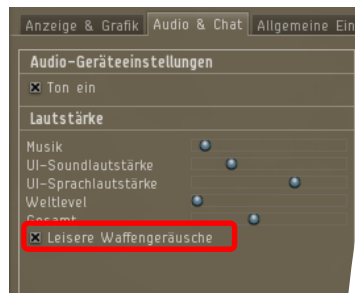 Anzeige & Grafik Audio & Chat Allgemeine Ein
Audio-Geräteeinstellungen
Ton ein
Lautstärke
Musik
UI-Soundlautstärke
UI-Sprachlautstärke
Weltlevel
Gesamt
Leisere Waffengeräusche